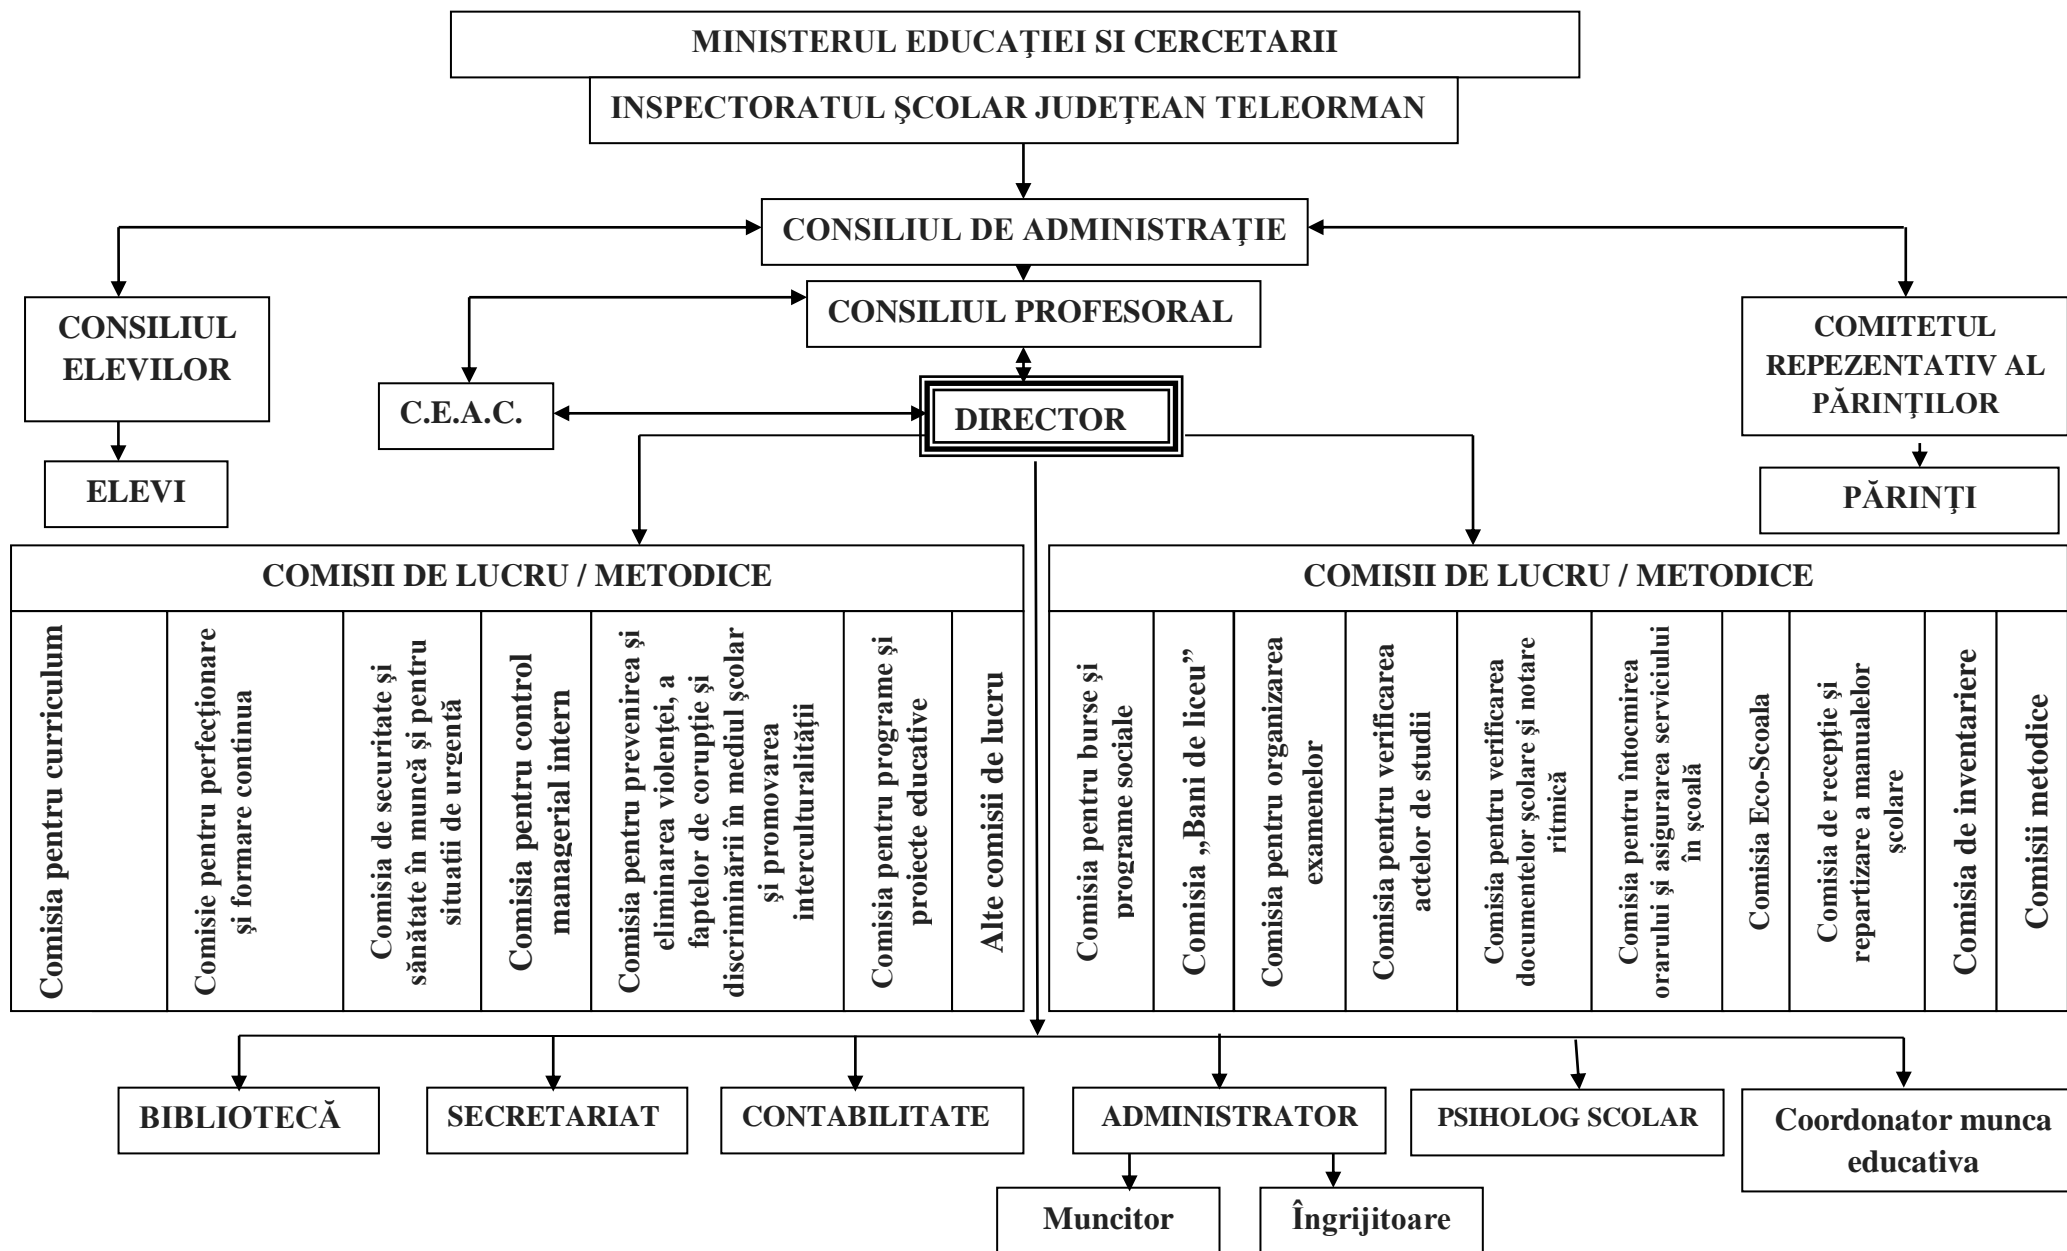 MINISTERUL EDUCAŢIEI SI CERCETARII
INSPECTORATUL ŞCOLAR JUDEŢEAN TELEORMAN
CONSILIUL DE ADMINISTRAŢIE
CONSILIUL PROFESORAL
CONSILIUL
ELEVILOR
COMITETUL
REPEZENTATIV AL
PĂRINŢILOR
C.E.A.C.
DIRECTOR
ELEVI
PĂRINŢI
COMISII DE LUCRU / METODICE
Comisia pentru curriculum
Comisie pentru perfecţionare
şi formare continua
Comisia de securitate şi
sănătate în muncă şi pentru
situatii de urgentă
Comisia pentru control
managerial intern
Comisia pentru prevenirea şi
eliminarea violenţei, a
faptelor de corupţie şi
discriminării în mediul şcolar
şi promovarea
interculturalităţii
Comisia pentru programe şi
proiecte educative
Alte comisii de lucru
COMISII DE LUCRU / METODICE
Comisia pentru burse şi
programe sociale
Comisia „Bani de liceu”
Comisia pentru organizarea
examenelor
Comisia pentru verificarea
actelor de studii
Comisia pentru verificarea
documentelor şcolare şi notare
ritmică
Comisia pentru întocmirea
orarului şi asigurarea serviciului
în şcoală
Comisia Eco-Scoala
Comisia de recepţie şi
repartizare a manualelor
şcolare
Comisia de inventariere
Comisii metodice
BIBLIOTECĂ
SECRETARIAT
CONTABILITATE
ADMINISTRATOR
PSIHOLOG SCOLAR
Coordonator munca
educativa
Muncitor
Îngrijitoare